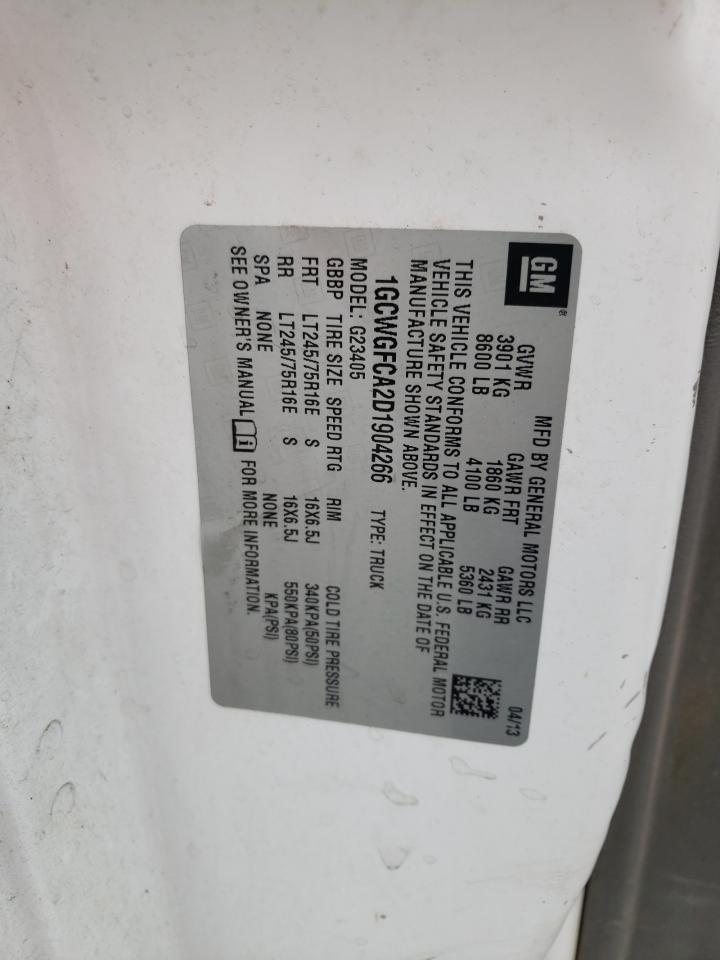 GM
®
MFD BY GENERAL MOTORS LLC 04/13
GVWR GAWR FRT GAWR RR
3901 KG 1860 KG 2431 KG
8600 LB 4100 LB 5360 LB
THIS VEHICLE CONFORMS TO ALL APPLICABLE U.S. FEDERAL MOTOR
VEHICLE SAFETY STANDARDS IN EFFECT ON THE DATE OF
MANUFACTURE SHOWN ABOVE.
1GCWGFCA2D1904266 TYPE: TRUCK
MODEL: G23405
GBBP TIRE SIZE SPEED RTG RIM COLD TIRE PRESSURE
FRT LT245/75R16E S 16X6.5J 340KPA(50PSI)
RR LT245/75R16E S 16X6.5J 550KPA(80PSI)
SPA NONE NONE KPA(PSI)
SEE OWNER'S MANUAL i FOR MORE INFORMATION.